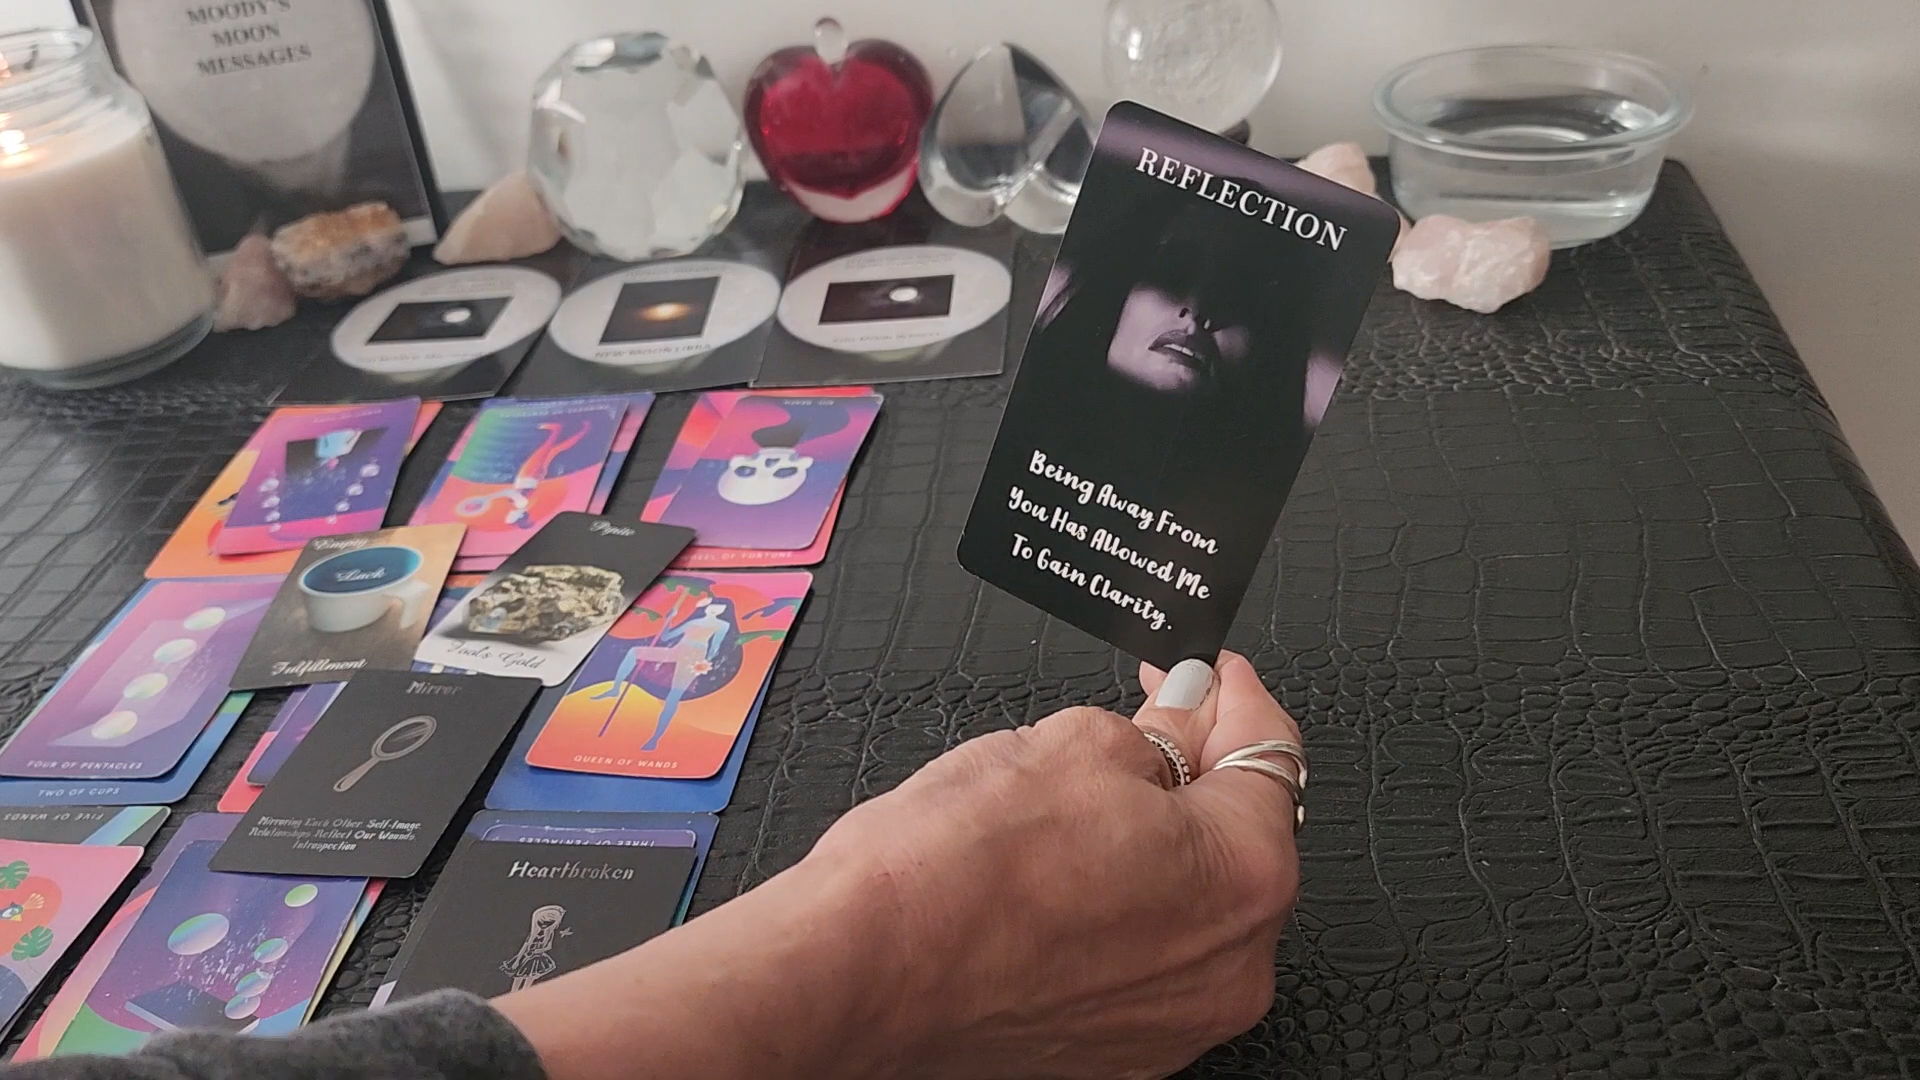 MOODY'S
MOON
MESSAGES
REFLECTION
Being Away From
You Has Allowed Me
To Gain Clarity.
NEW MOON LIBRA
WHEEL OF FORTUNE
Empty
Luck
Fulfillment
Pyrite
Fool's Gold
FOUR OF PENTACLES
TWO OF CUPS
QUEEN OF WANDS
Mirror
Mirroring Each Other. Self-Image
Relationships Reflect Our Wounds.
Introspection
FIVE OF WANDS
THREE OF PENTACLES
Heartbroken